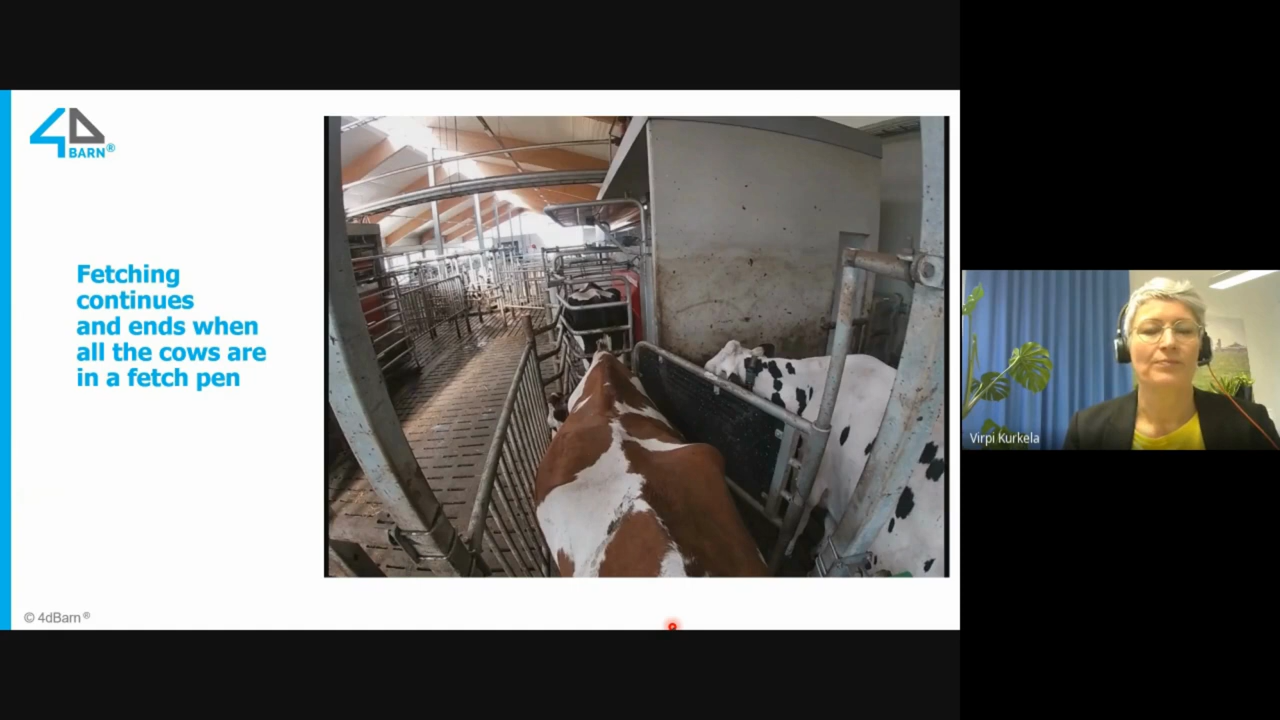 4D
BARN®
Fetching
continues
and ends when
all the cows are
in a fetch pen
© 4dBarn®
Virpi Kurkela